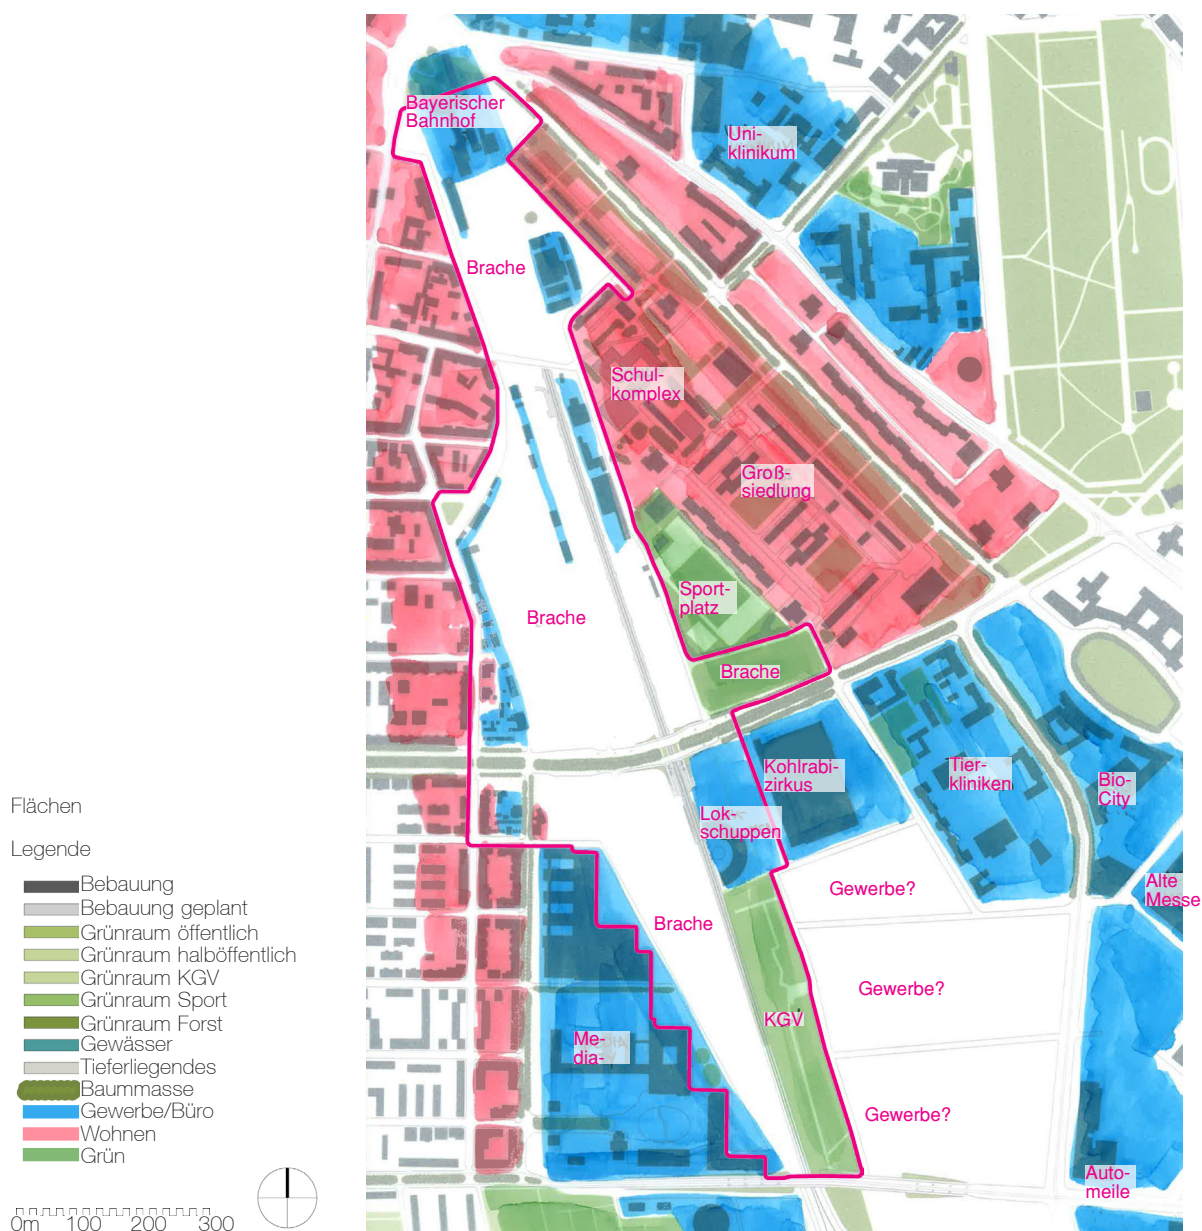 Bayerischer
Bahnhof
Uni-
klinikum
Brache
Schul-
komplex
Groß-
siedlung
Sport-
platz
Brache
Brache
Kohlrabi-
zirkus
Tier-
kliniken
Bio-
City
Lok-
schuppen
Alte
Messe
Gewerbe?
Brache
Gewerbe?
KGV
Me-
dia-
Gewerbe?
Auto-
meile
Flächen
Legende
Bebauung
Bebauung geplant
Grünraum öffentlich
Grünraum halböffentlich
Grünraum KGV
Grünraum Sport
Grünraum Forst
Gewässer
Tieferliegendes
Baummasse
Gewerbe/Büro
Wohnen
Grün
0m 100 200 300